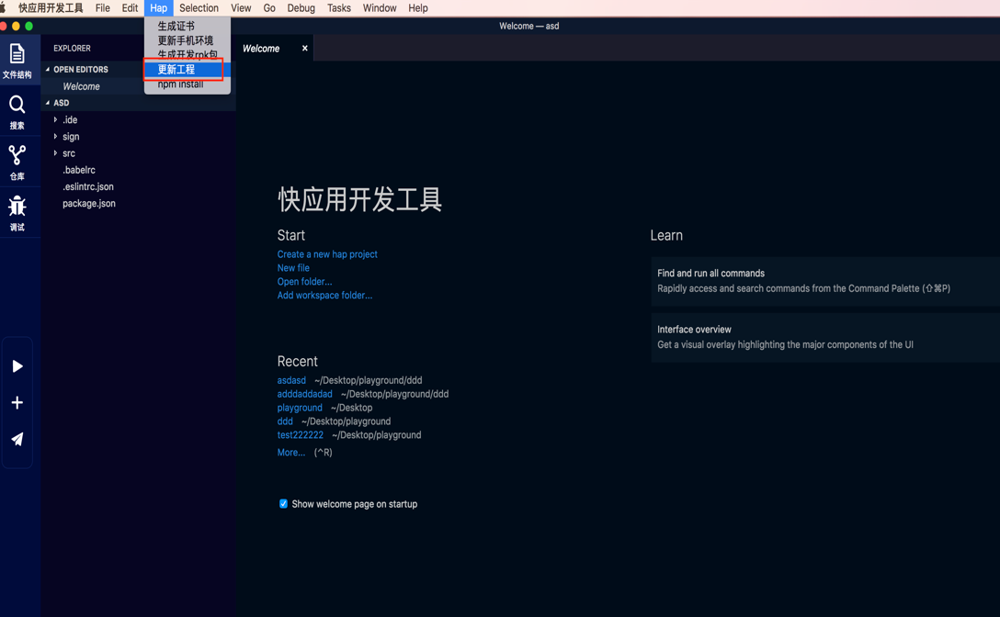 快应用开发工具 File Edit Hap Selection View Go Debug Tasks Window Help
Welcome — asd
生成证书
更新手机环境
生成开发rpk包
更新工程
npm install
文件结构
搜索
仓库
调试
EXPLORER
OPEN EDITORS
Welcome
ASD
.ide
sign
src
.babelrc
.eslintrc.json
package.json
Welcome ×
快应用开发工具
Start
Create a new hap project
New file
Open folder...
Add workspace folder...
Recent
asdasd ~/Desktop/playground/ddd
adddaddadad ~/Desktop/playground/ddd
playground ~/Desktop
ddd ~/Desktop/playground
test222222 ~/Desktop/playground
More... (^R)
Show welcome page on startup
Learn
Find and run all commands
Rapidly access and search commands from the Command Palette (⇧⌘P)
Interface overview
Get a visual overlay highlighting the major components of the UI